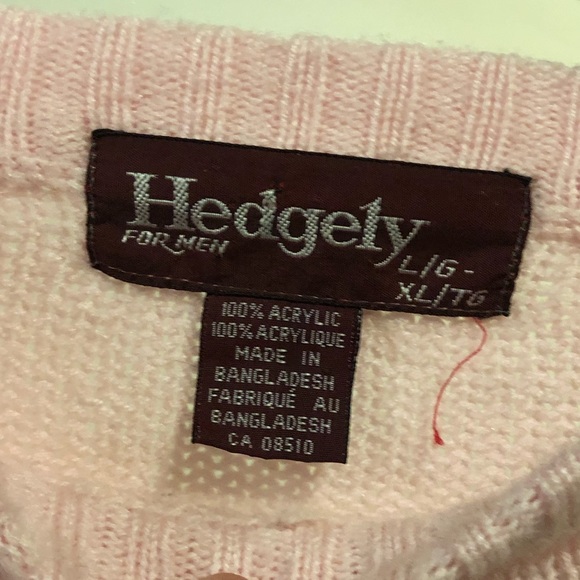 Hedgely
FOR MEN
L/G -
XL/TG
100% ACRYLIC
100% ACRYLIQUE
MADE IN
BANGLADESH
FABRIQUÉ AU
BANGLADESH
CA 08510